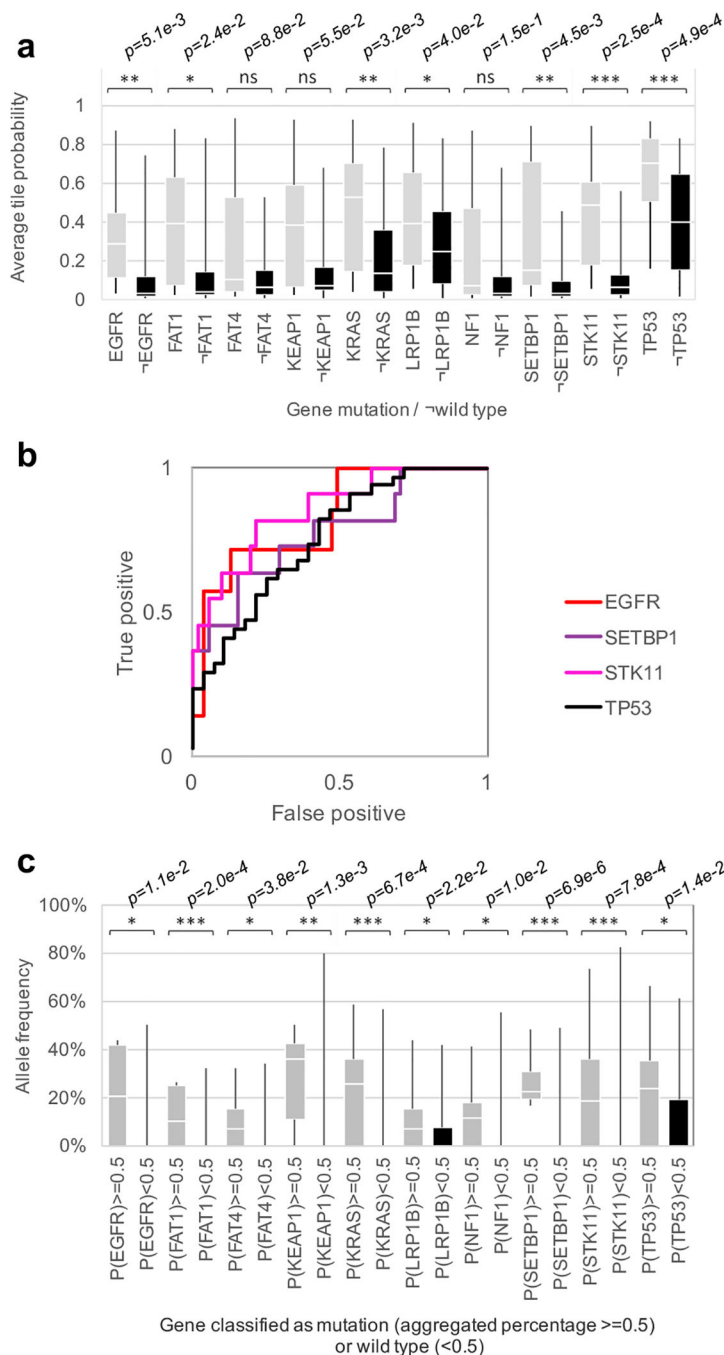 a
p=5.1e-3 p=2.4e-2 p=8.8e-2 p=5.5e-2 p=3.2e-3 p=4.0e-2 p=1.5e-1 p=4.5e-3 p=2.5e-4 p=4.9e-4
** * ns ns ** * ns ** *** ***
Average tile probability
1
0.8
0.6
0.4
0.2
0
EGFR ¬EGFR FAT1 ¬FAT1 FAT4 ¬FAT4 KEAP1 ¬KEAP1 KRAS ¬KRAS LRP1B ¬LRP1B NF1 ¬NF1 SETBP1 ¬SETBP1 STK11 ¬STK11 TP53 ¬TP53
Gene mutation / ¬wild type
b
True positive
1
0.5
0
0 0.5 1
False positive
EGFR
SETBP1
STK11
TP53
c
p=1.1e-2 p=2.0e-4 p=3.8e-2 p=1.3e-3 p=6.7e-4 p=2.2e-2 p=1.0e-2 p=6.9e-6 p=7.8e-4 p=1.4e-2
* *** * ** *** * * *** *** *
Allele frequency
100%
80%
60%
40%
20%
0%
P(EGFR)>=0.5 P(EGFR)<0.5 P(FAT1)>=0.5 P(FAT1)<0.5 P(FAT4)>=0.5 P(FAT4)<0.5 P(KEAP1)>=0.5 P(KEAP1)<0.5 P(KRAS)>=0.5 P(KRAS)<0.5 P(LRP1B)>=0.5 P(LRP1B)<0.5 P(NF1)>=0.5 P(NF1)<0.5 P(SETBP1)>=0.5 P(SETBP1)<0.5 P(STK11)>=0.5 P(STK11)<0.5 P(TP53)>=0.5 P(TP53)<0.5
Gene classified as mutation (aggregated percentage >=0.5)
or wild type (<0.5)